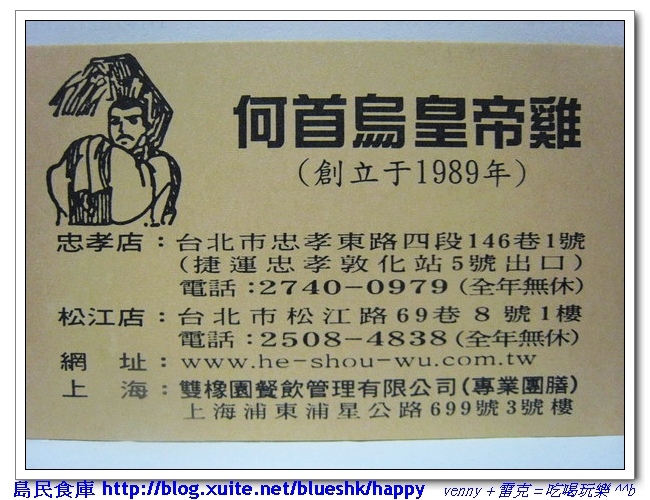 何首烏皇帝雞
(創立于1989年)
忠孝店：台北市忠孝東路四段146巷1號
(捷運忠孝敦化站5號出口)
電話：2740-0979 (全年無休)
松江店：台北市松江路69巷8號1樓
電話：2508-4838 (全年無休)
網 址：www.he-shou-wu.com.tw
上 海：雙橡園餐飲管理有限公司(專業團膳)
上海浦東浦星公路699號3號樓
島民食庫 http://blog.xuite.net/blueshk/happy venny + 雷克 = 吃喝玩樂 ^^b